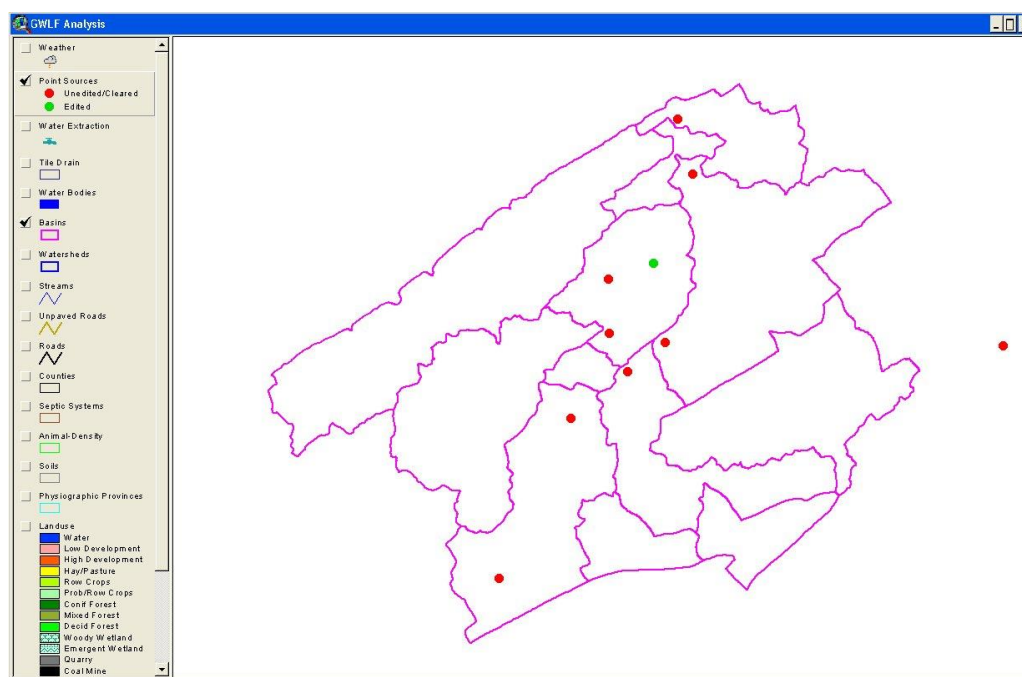 GWLF Analysis
Weather
Point Sources
Unedited/Cleared
Edited
Water Extraction
Tile Drain
Water Bodies
Basins
Watersheds
Streams
Unpaved Roads
Roads
Counties
Septic Systems
Animal-Density
Soils
Physiographic Provinces
Landuse
Water
Low Development
High Development
Hay/Pasture
Row Crops
Prob/Row Crops
Conif Forest
Mixed Forest
Decid Forest
Woody Wetland
Emergent Wetland
Quarry
Coal Mine